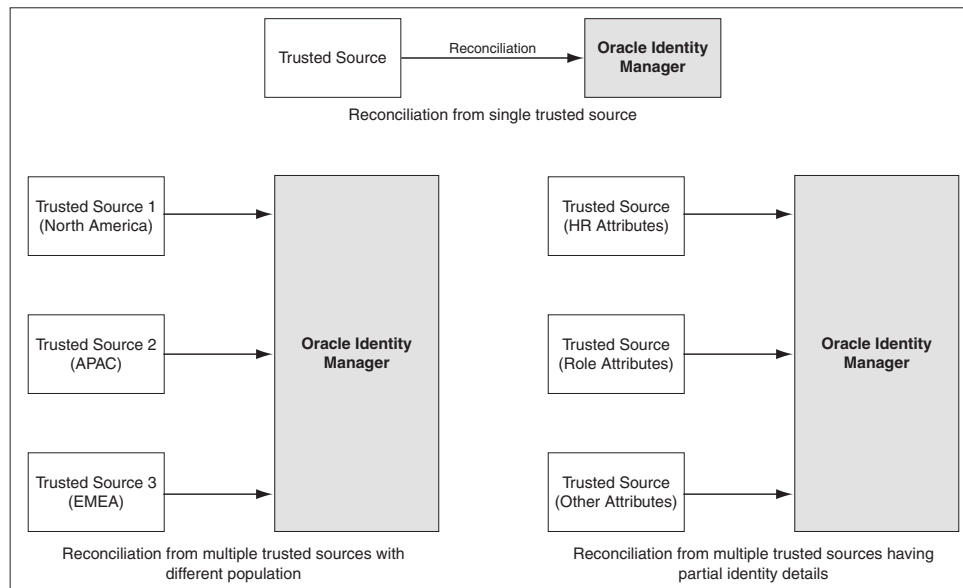 Trusted Source
Reconciliation
Oracle Identity
Manager
Reconciliation from single trusted source
Trusted Source 1
(North America)
Trusted Source 2
(APAC)
Trusted Source 3
(EMEA)
Oracle Identity
Manager
Reconciliation from multiple trusted sources with
different population
Trusted Source
(HR Attributes)
Trusted Source
(Role Attributes)
Trusted Source
(Other Attributes)
Oracle Identity
Manager
Reconciliation from multiple trusted sources having
partial identity details